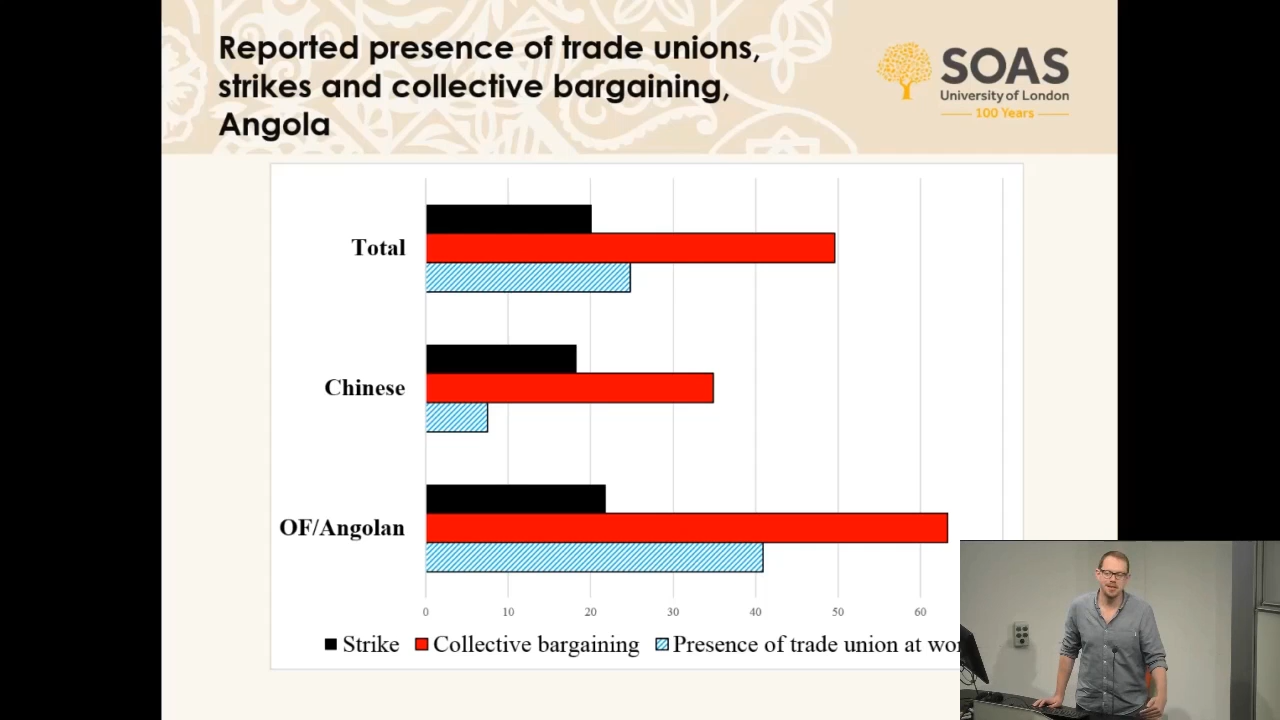 Reported presence of trade unions,
strikes and collective bargaining,
Angola
SOAS
University of London
100 Years
Total
Chinese
OF/Angolan
0 10 20 30 40 50 60
Strike Collective bargaining Presence of trade union at